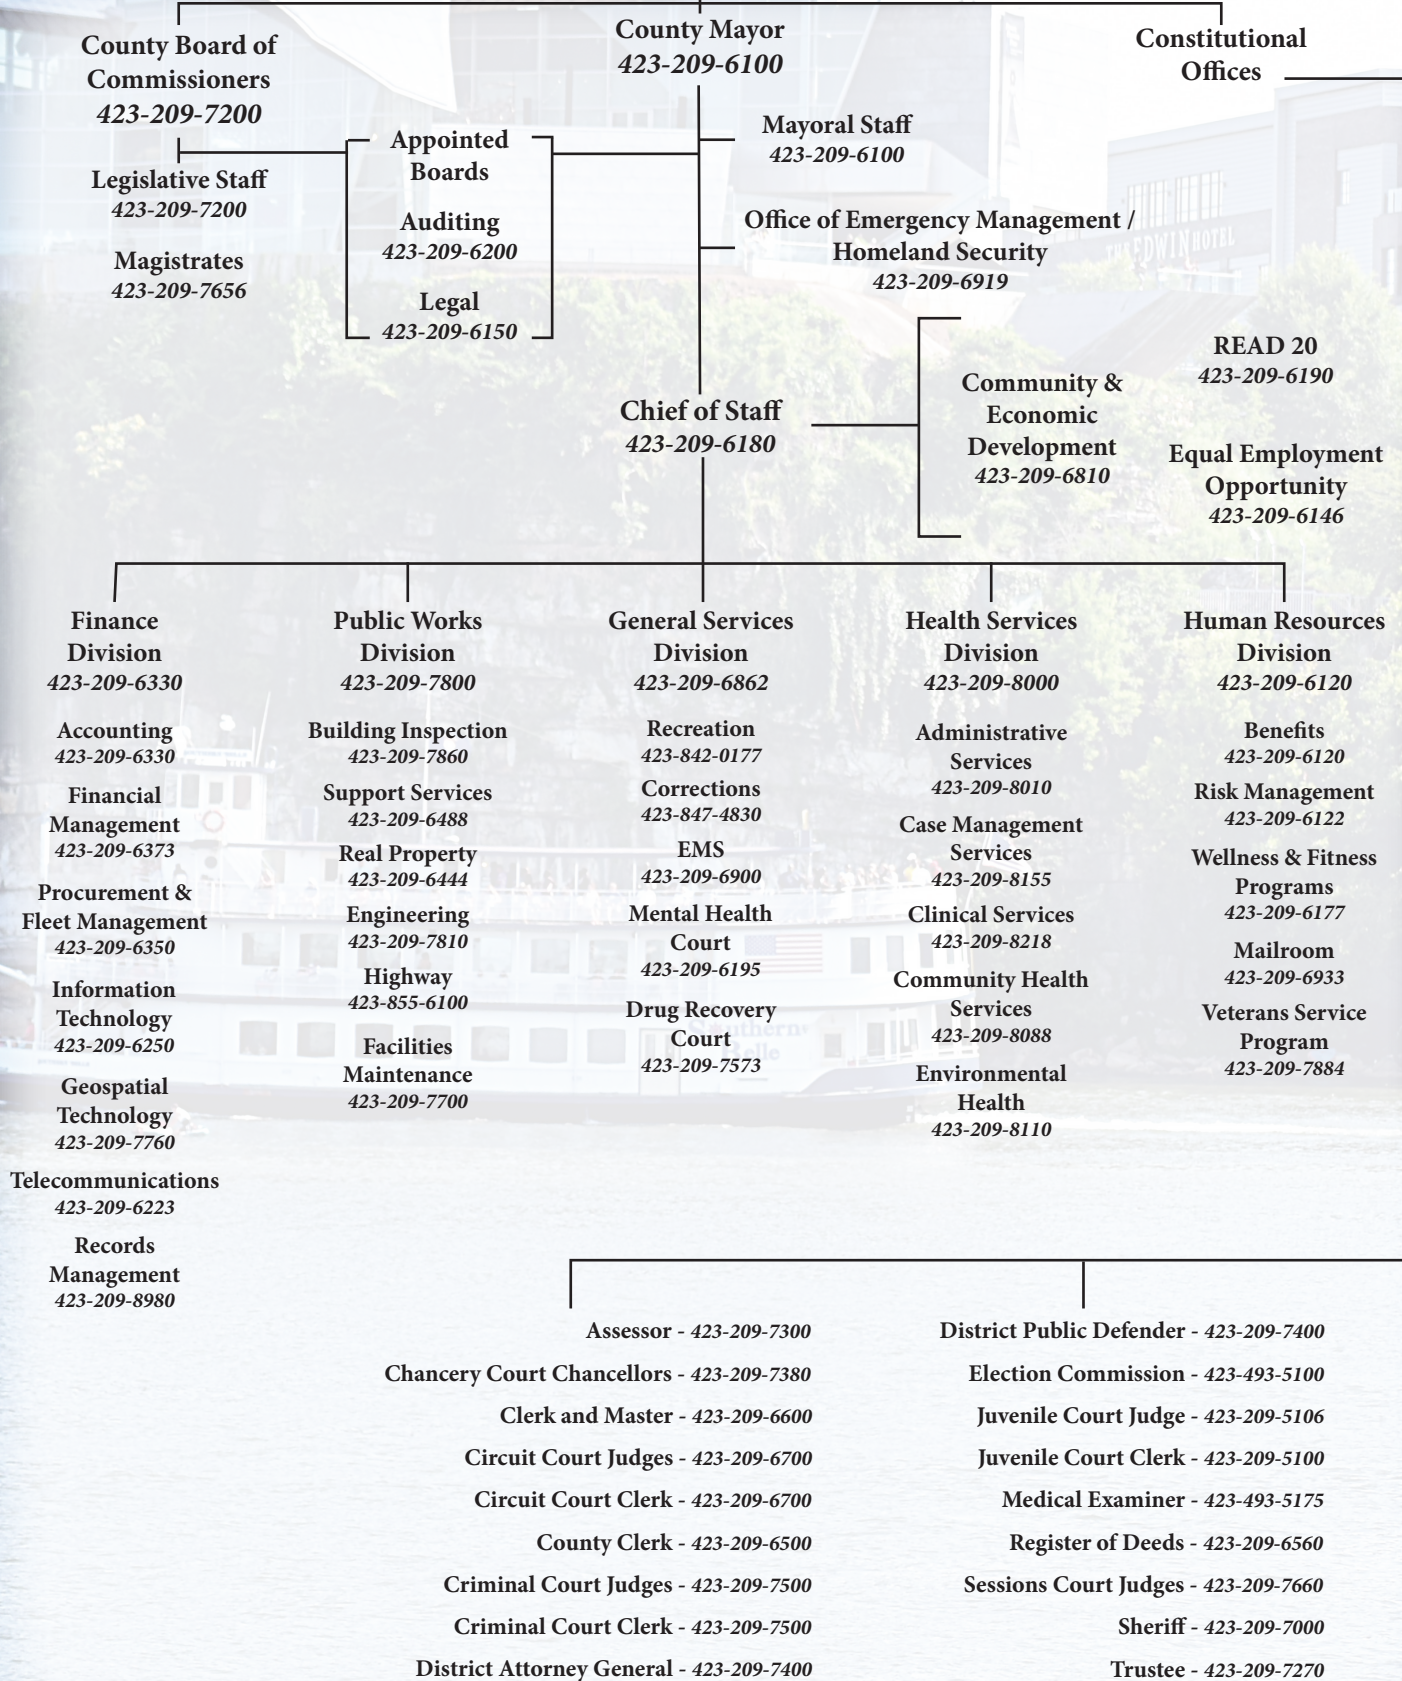 County Board of
Commissioners
423-209-7200
County Mayor
423-209-6100
Constitutional
Offices
Legislative Staff
423-209-7200
Magistrates
423-209-7656
Appointed
Boards
Auditing
423-209-6200
Legal
423-209-6150
Mayoral Staff
423-209-6100
Office of Emergency Management /
Homeland Security
423-209-6919
THE EDWIN HOTEL
Chief of Staff
423-209-6180
Community &
Economic
Development
423-209-6810
READ 20
423-209-6190
Equal Employment
Opportunity
423-209-6146
Finance
Division
423-209-6330
Accounting
423-209-6330
Financial
Management
423-209-6373
Procurement &
Fleet Management
423-209-6350
Information
Technology
423-209-6250
Geospatial
Technology
423-209-7760
Telecommunications
423-209-6223
Records
Management
423-209-8980
Public Works
Division
423-209-7800
Building Inspection
423-209-7860
Support Services
423-209-6488
Real Property
423-209-6444
Engineering
423-209-7810
Highway
423-855-6100
Facilities
Maintenance
423-209-7700
General Services
Division
423-209-6862
Recreation
423-842-0177
Corrections
423-847-4830
EMS
423-209-6900
Mental Health
Court
423-209-6195
Drug Recovery
Court
423-209-7573
Southern
Belle
Health Services
Division
423-209-8000
Administrative
Services
423-209-8010
Case Management
Services
423-209-8155
Clinical Services
423-209-8218
Community Health
Services
423-209-8088
Environmental
Health
423-209-8110
Human Resources
Division
423-209-6120
Benefits
423-209-6120
Risk Management
423-209-6122
Wellness & Fitness
Programs
423-209-6177
Mailroom
423-209-6933
Veterans Service
Program
423-209-7884
Assessor - 423-209-7300
Chancery Court Chancellors - 423-209-7380
Clerk and Master - 423-209-6600
Circuit Court Judges - 423-209-6700
Circuit Court Clerk - 423-209-6700
County Clerk - 423-209-6500
Criminal Court Judges - 423-209-7500
Criminal Court Clerk - 423-209-7500
District Attorney General - 423-209-7400
District Public Defender - 423-209-7400
Election Commission - 423-493-5100
Juvenile Court Judge - 423-209-5106
Juvenile Court Clerk - 423-209-5100
Medical Examiner - 423-493-5175
Register of Deeds - 423-209-6560
Sessions Court Judges - 423-209-7660
Sheriff - 423-209-7000
Trustee - 423-209-7270